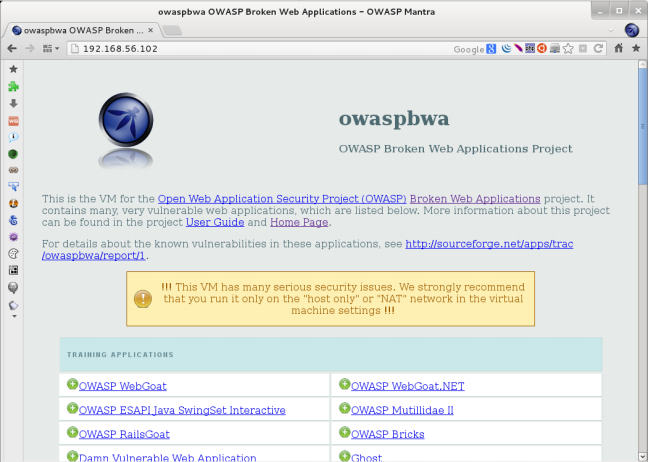 owaspbwa OWASP Broken Web Applications - OWASP Mantra
owaspbwa OWASP Broken ...
192.168.56.102
Google
owaspbwa
OWASP Broken Web Applications Project
This is the VM for the Open Web Application Security Project (OWASP) Broken Web Applications project. It
contains many, very vulnerable web applications, which are listed below. More information about this project
can be found in the project User Guide and Home Page.
For details about the known vulnerabilities in these applications, see http://sourceforge.net/apps/trac
/owaspbwa/report/1.
!!! This VM has many serious security issues. We strongly recommend
that you run it only on the "host only" or "NAT" network in the virtual
machine settings !!!
TRAINING APPLICATIONS
OWASP WebGoat
OWASP WebGoat.NET
OWASP ESAPI Java SwingSet Interactive
OWASP Mutillidae II
OWASP RailsGoat
OWASP Bricks
Damn Vulnerable Web Application
Ghost